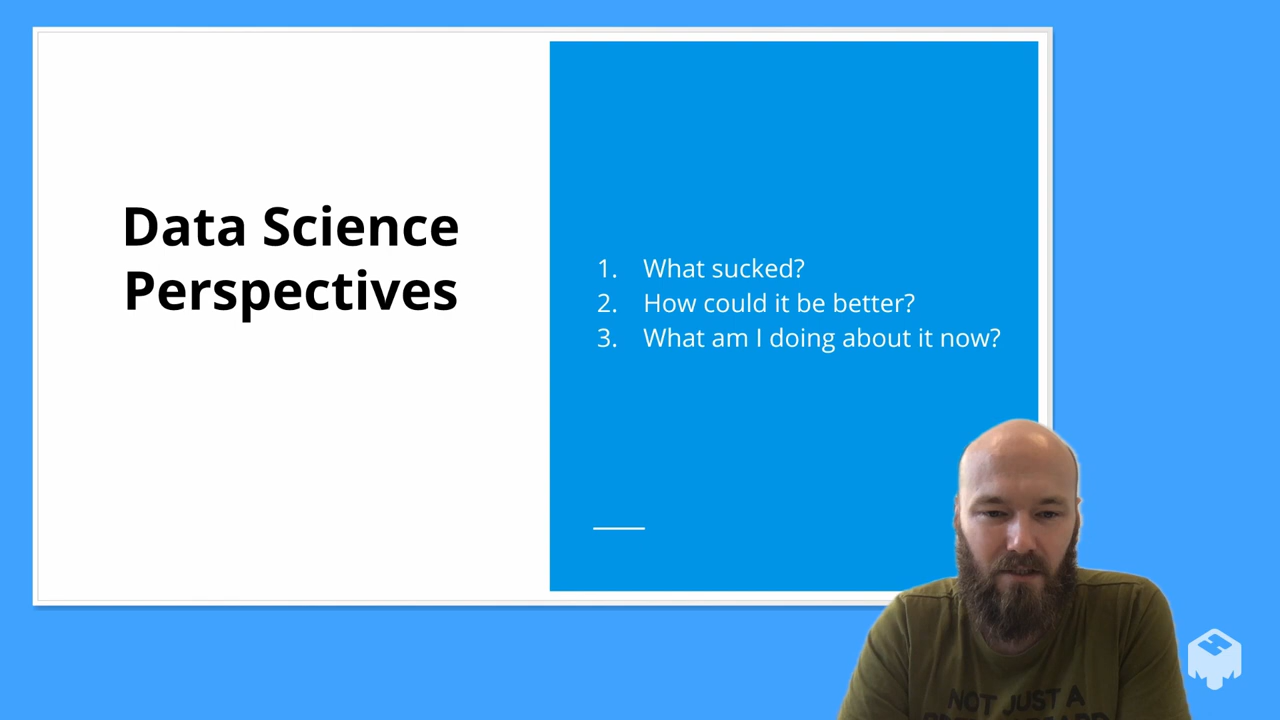 Data Science
Perspectives
1. What sucked?
2. How could it be better?
3. What am I doing about it now?
NOT JUST A